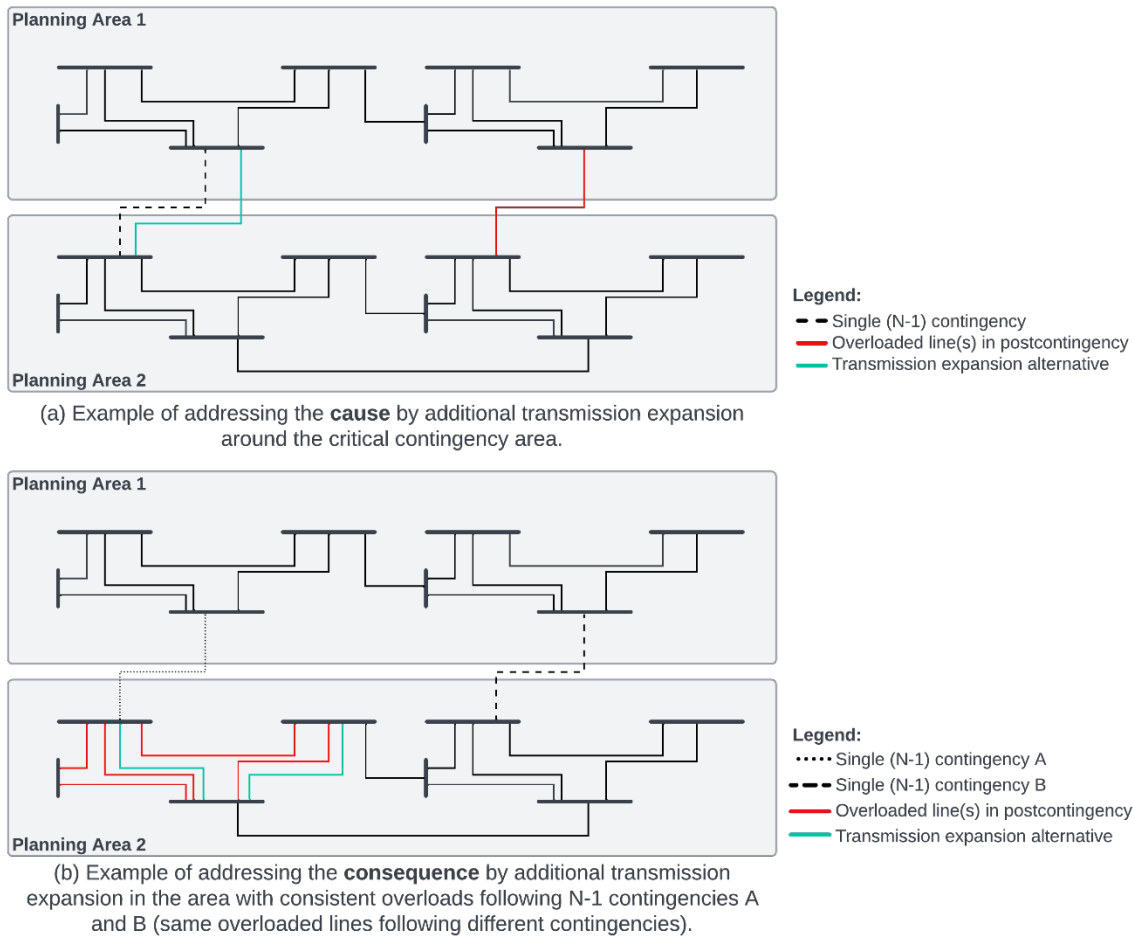 Planning Area 1
Planning Area 2
Legend:
Single (N-1) contingency
Overloaded line(s) in postcontingency
Transmission expansion alternative
(a) Example of addressing the cause by additional transmission expansion
around the critical contingency area.
Planning Area 1
Planning Area 2
Legend:
Single (N-1) contingency A
Single (N-1) contingency B
Overloaded line(s) in postcontingency
Transmission expansion alternative
(b) Example of addressing the consequence by additional transmission
expansion in the area with consistent overloads following N-1 contingencies A
and B (same overloaded lines following different contingencies).